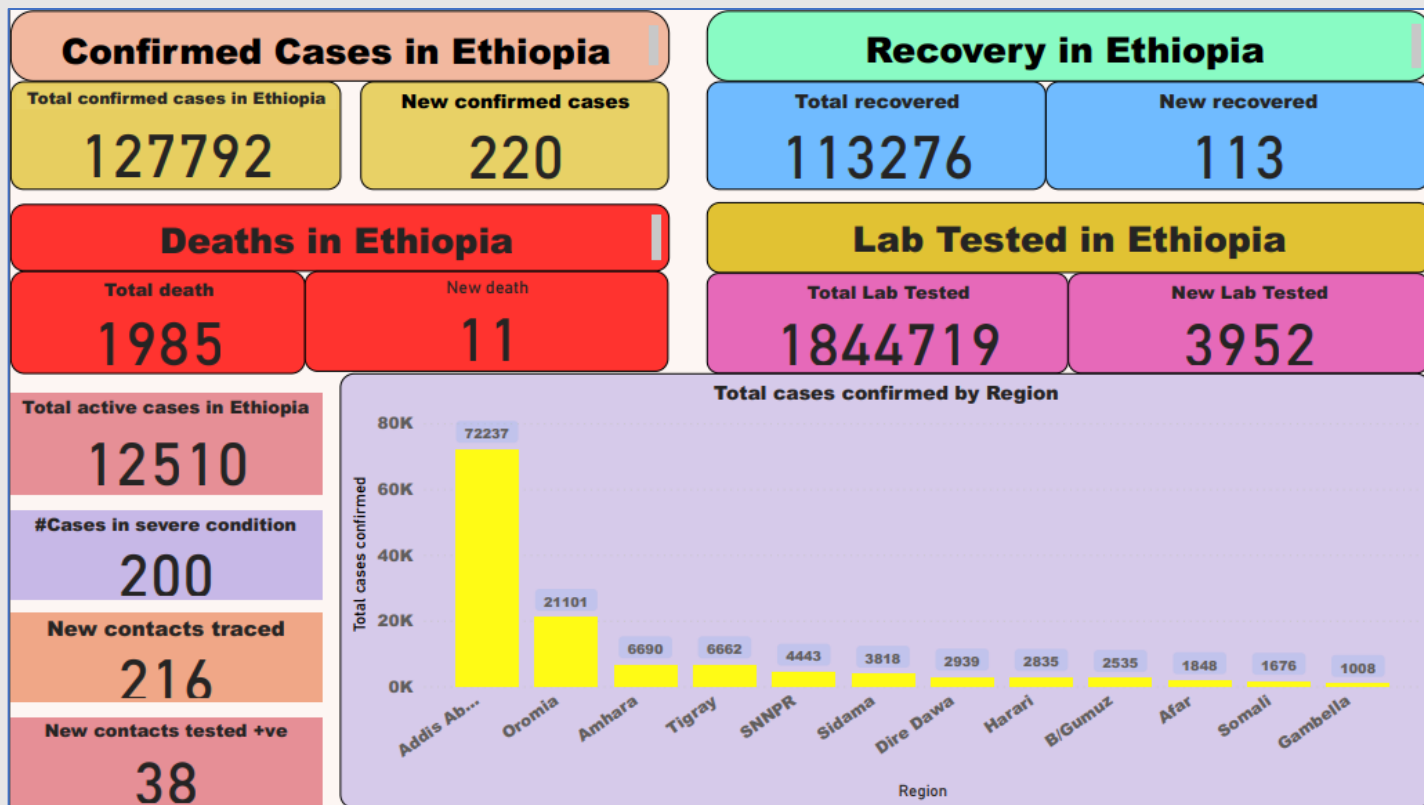 Confirmed Cases in Ethiopia
Total confirmed cases in Ethiopia
127792
New confirmed cases
220
Recovery in Ethiopia
Total recovered
113276
New recovered
113
Deaths in Ethiopia
Total death
1985
New death
11
Lab Tested in Ethiopia
Total Lab Tested
1844719
New Lab Tested
3952
Total active cases in Ethiopia
12510
#Cases in severe condition
200
New contacts traced
216
New contacts tested +ve
38
Total cases confirmed by Region
Total cases confirmed
80K
60K
40K
20K
0K
72237
21101
6690
6662
4443
3818
2939
2835
2535
1848
1676
1008
Addis Ab...
Oromia
Amhara
Tigray
SNNPR
Sidama
Dire Dawa
Harari
B/Gumuz
Afar
Somali
Gambella
Region